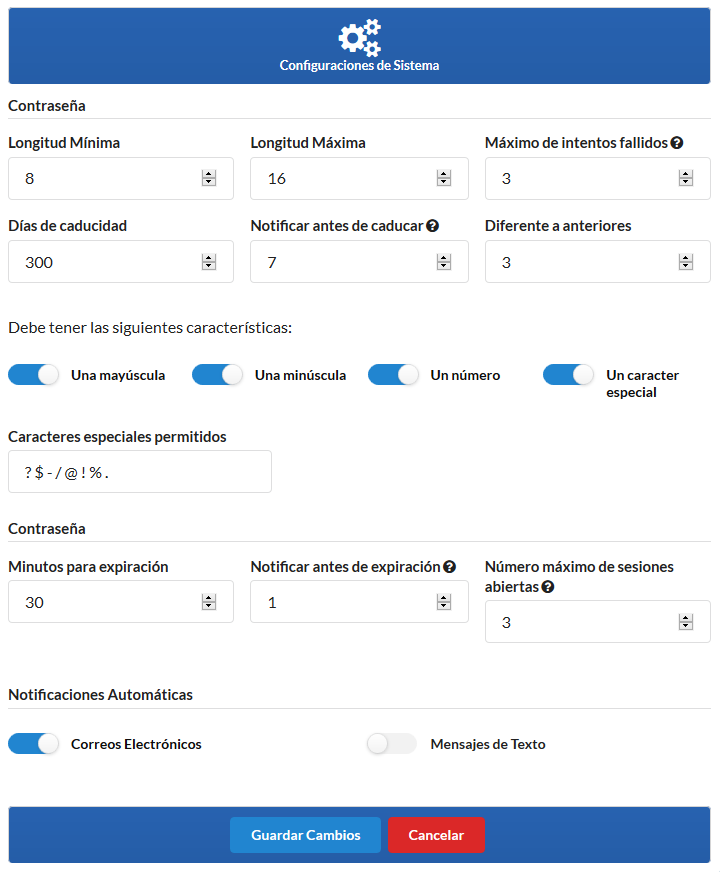 Configuraciones de Sistema
Contraseña
Longitud Mínima
Longitud Máxima
Máximo de intentos fallidos
8
16
3
Días de caducidad
Notificar antes de caducar
Diferente a anteriores
300
7
3
Debe tener las siguientes características:
Una mayúscula
Una minúscula
Un número
Un caracter
especial
Caracteres especiales permitidos
? $ - / @ ! % .
Contraseña
Minutos para expiración
Notificar antes de expiración
Número máximo de sesiones
abiertas
30
1
3
Notificaciones Automáticas
Correos Electrónicos
Mensajes de Texto
Guardar Cambios
Cancelar